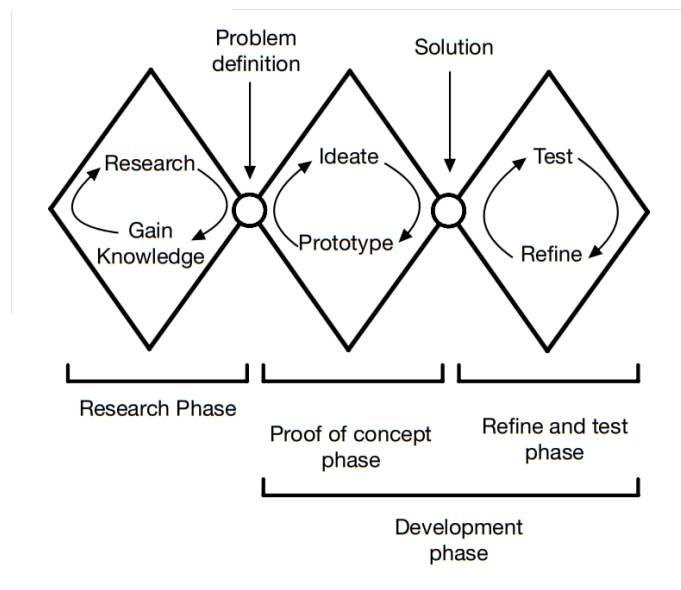 Problem
definition
Solution
Research
Gain
Knowledge
Ideate
Prototype
Test
Refine
Research Phase
Proof of concept
phase
Refine and test
phase
Development
phase